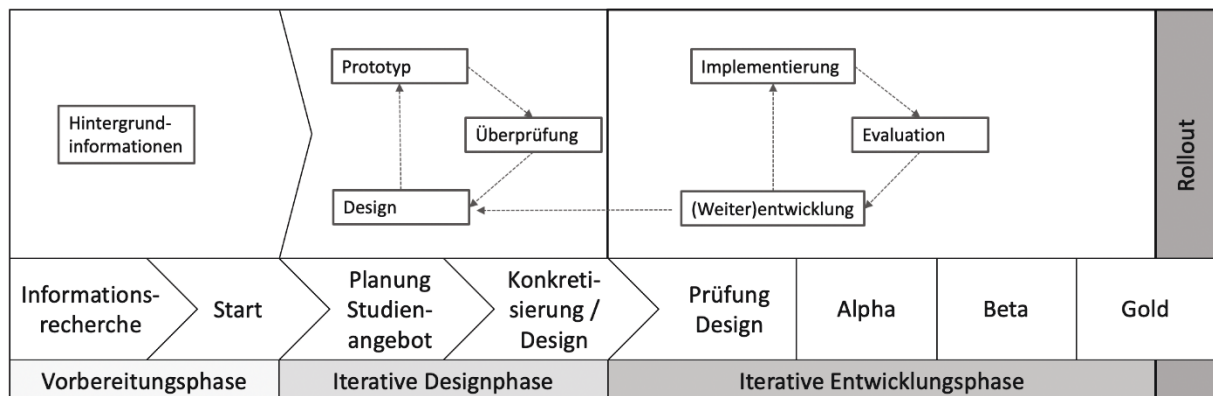 Hintergrund-
informationen
Prototyp
Überprüfung
Design
Implementierung
Evaluation
(Weiter)entwicklung
Rollout
Informations-
recherche
Start
Planung
Studien-
angebot
Konkreti-
sierung /
Design
Prüfung
Design
Alpha
Beta
Gold
Vorbereitungsphase
Iterative Designphase
Iterative Entwicklungsphase